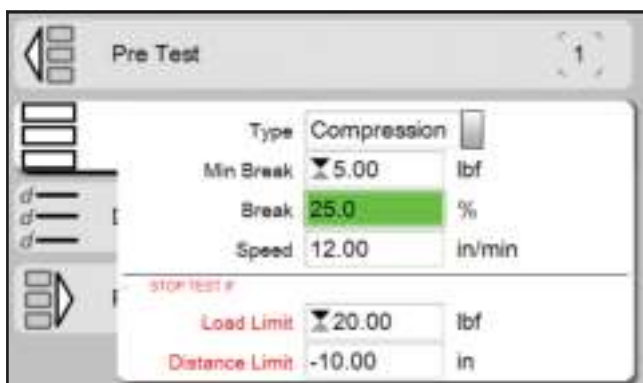 Pre Test 1
Type Compression
Min Break 5.00 lbf
d
d
d
Break 25.0 %
Speed 12.00 in/min
STOP TEST if
Load Limit 20.00 lbf
Distance Limit -10.00 in